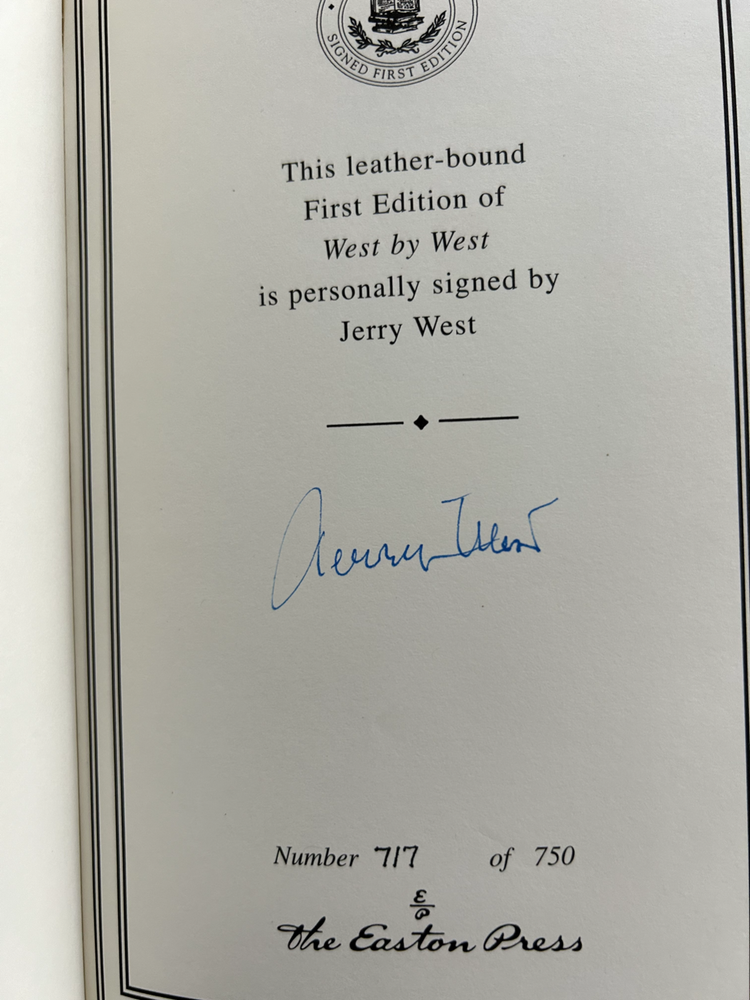 SIGNED FIRST EDITION
This leather-bound
First Edition of
West by West
is personally signed by
Jerry West
Jerry West
Number 717 of 750
E
P
The Easton Press